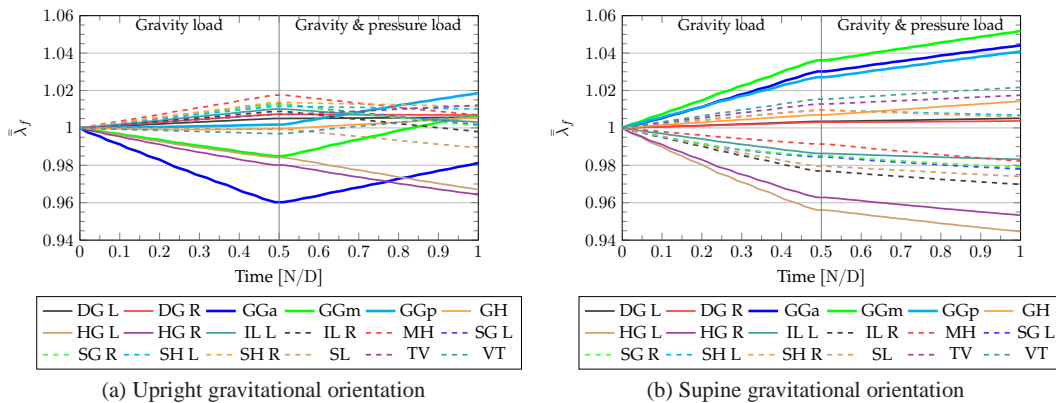 Gravity load Gravity & pressure load
1.06
1.04
1.02
1
0.98
0.96
0.94
0 0.1 0.2 0.3 0.4 0.5 0.6 0.7 0.8 0.9 1
Time [N/D]
DG L DG R GGa GGm GGp GH
HG L HG R IL L IL R MH SG L
SG R SH L SH R SL TV VT
(a) Upright gravitational orientation
Gravity load Gravity & pressure load
1.06
1.04
1.02
1
0.98
0.96
0.94
0 0.1 0.2 0.3 0.4 0.5 0.6 0.7 0.8 0.9 1
Time [N/D]
DG L DG R GGa GGm GGp GH
HG L HG R IL L IL R MH SG L
SG R SH L SH R SL TV VT
(b) Supine gravitational orientation